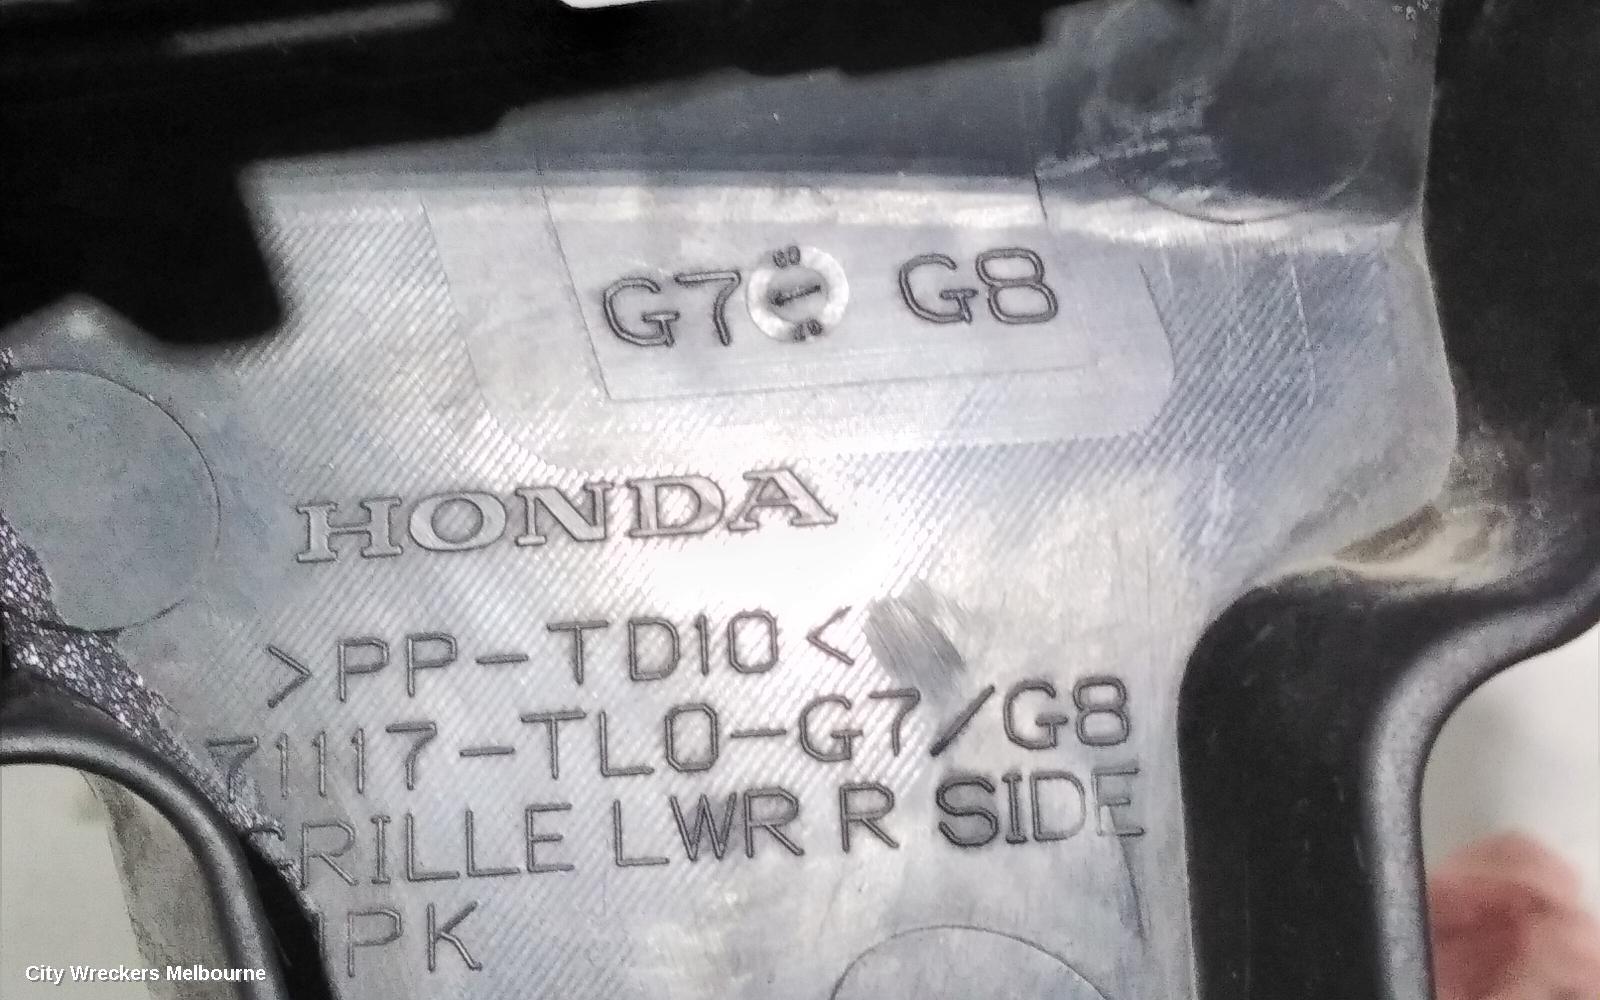 G7 G8
HONDA
>PP-TD10<
71117-TL0-G7/G8
GRILLE LWR R SIDE
PK
City Wreckers Melbourne